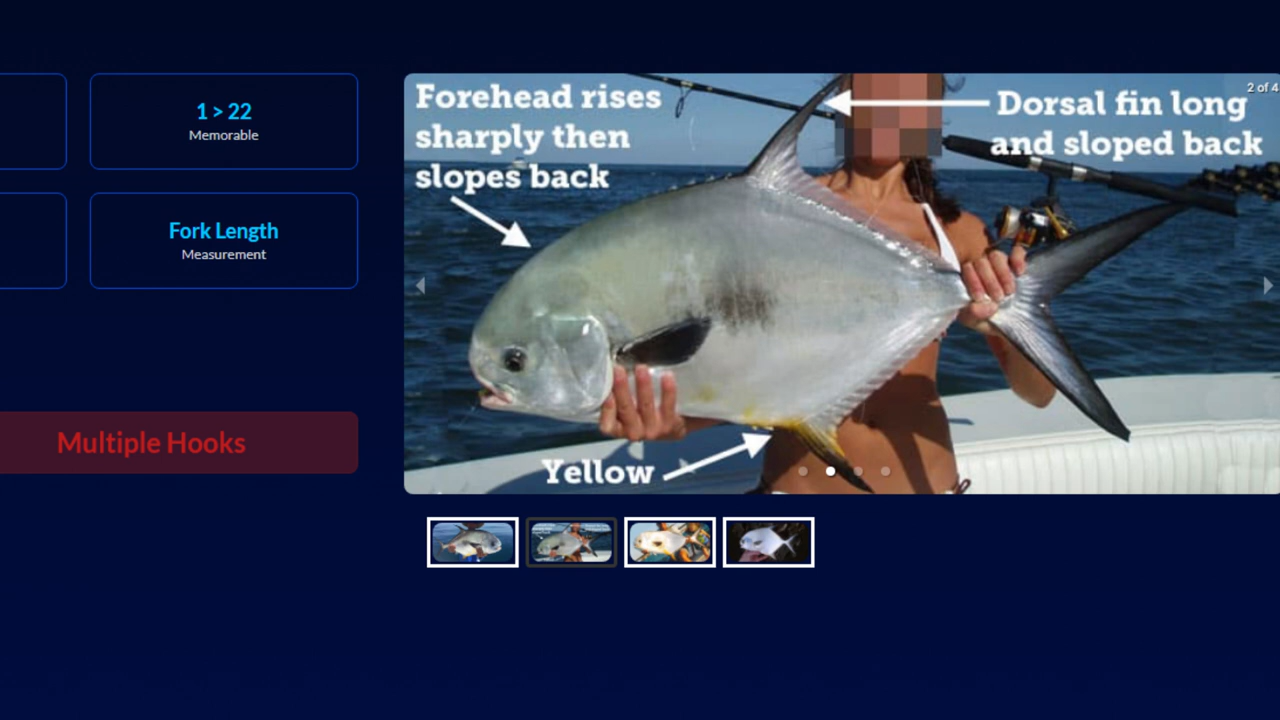 1 > 22
Memorable
Fork Length
Measurement
Multiple Hooks
Forehead rises
sharply then
slopes back
Dorsal fin long
and sloped back
Yellow
2 of 4